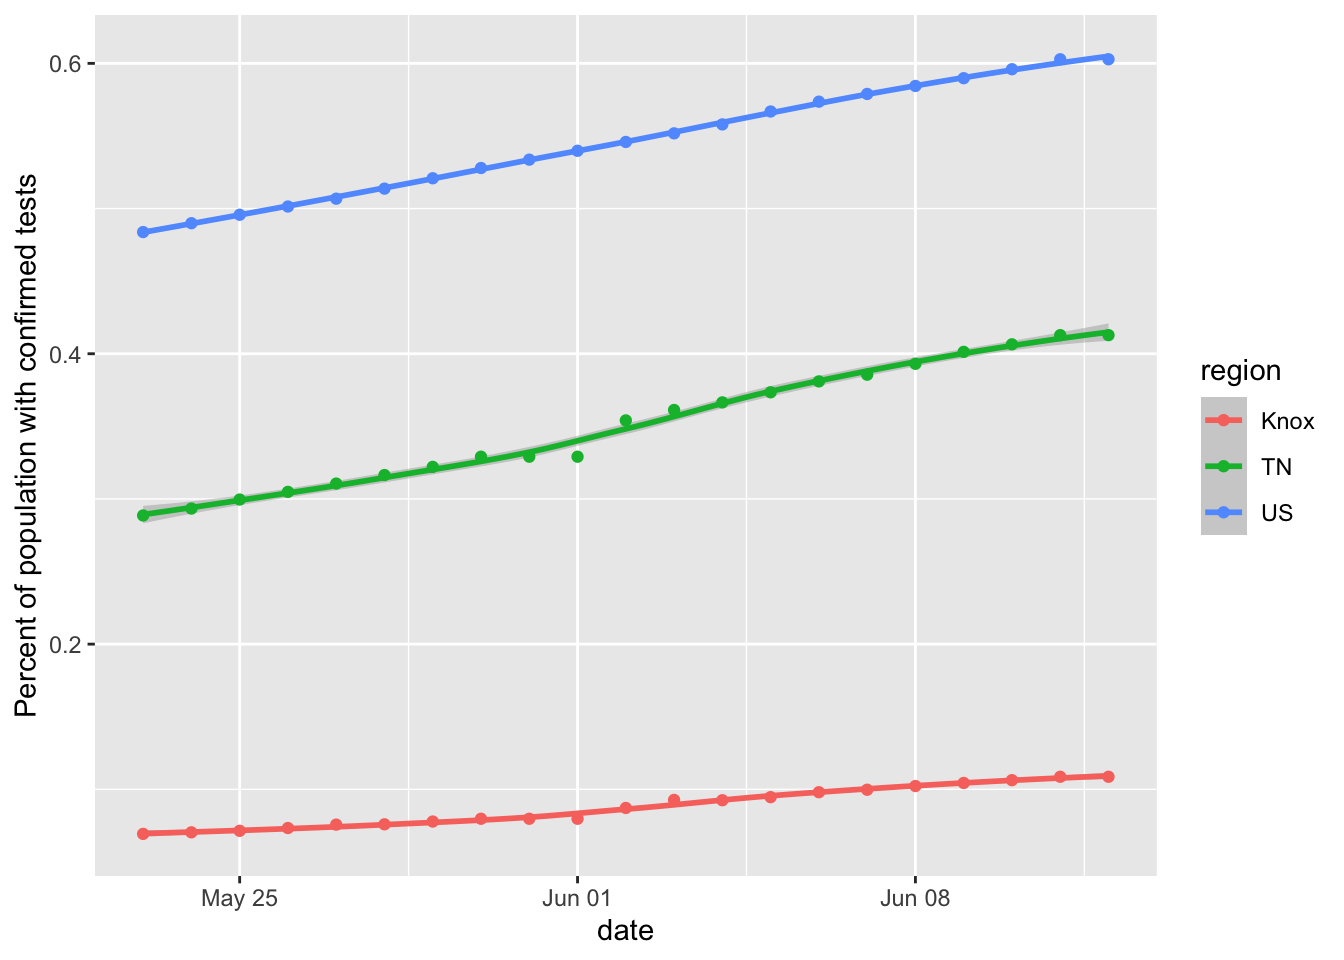 Percent of population with confirmed tests
0.6
0.4
0.2
May 25
Jun 01
Jun 08
date
region
Knox
TN
US